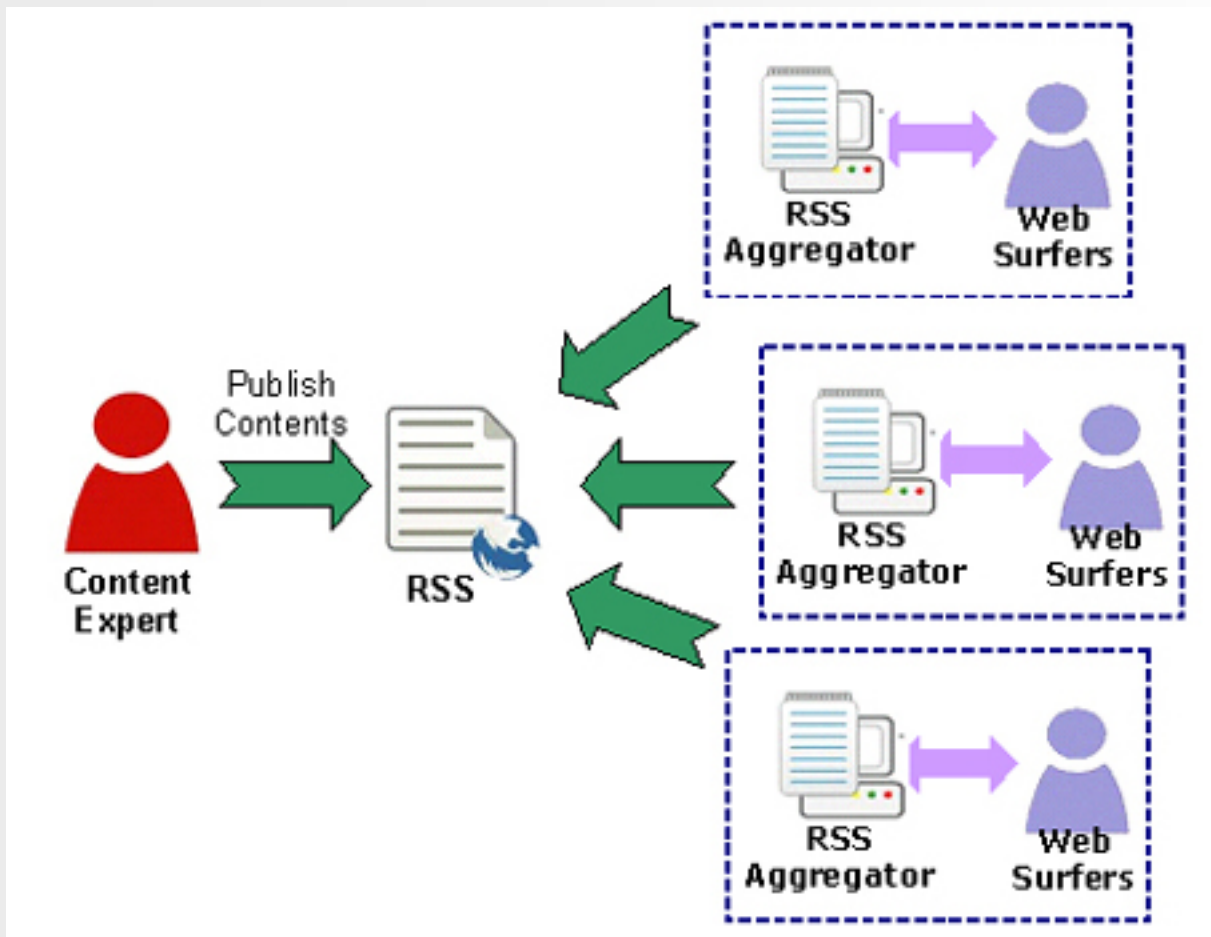 Publish
Contents
Content
Expert
RSS
RSS
Aggregator
Web
Surfers
RSS
Aggregator
Web
Surfers
RSS
Aggregator
Web
Surfers